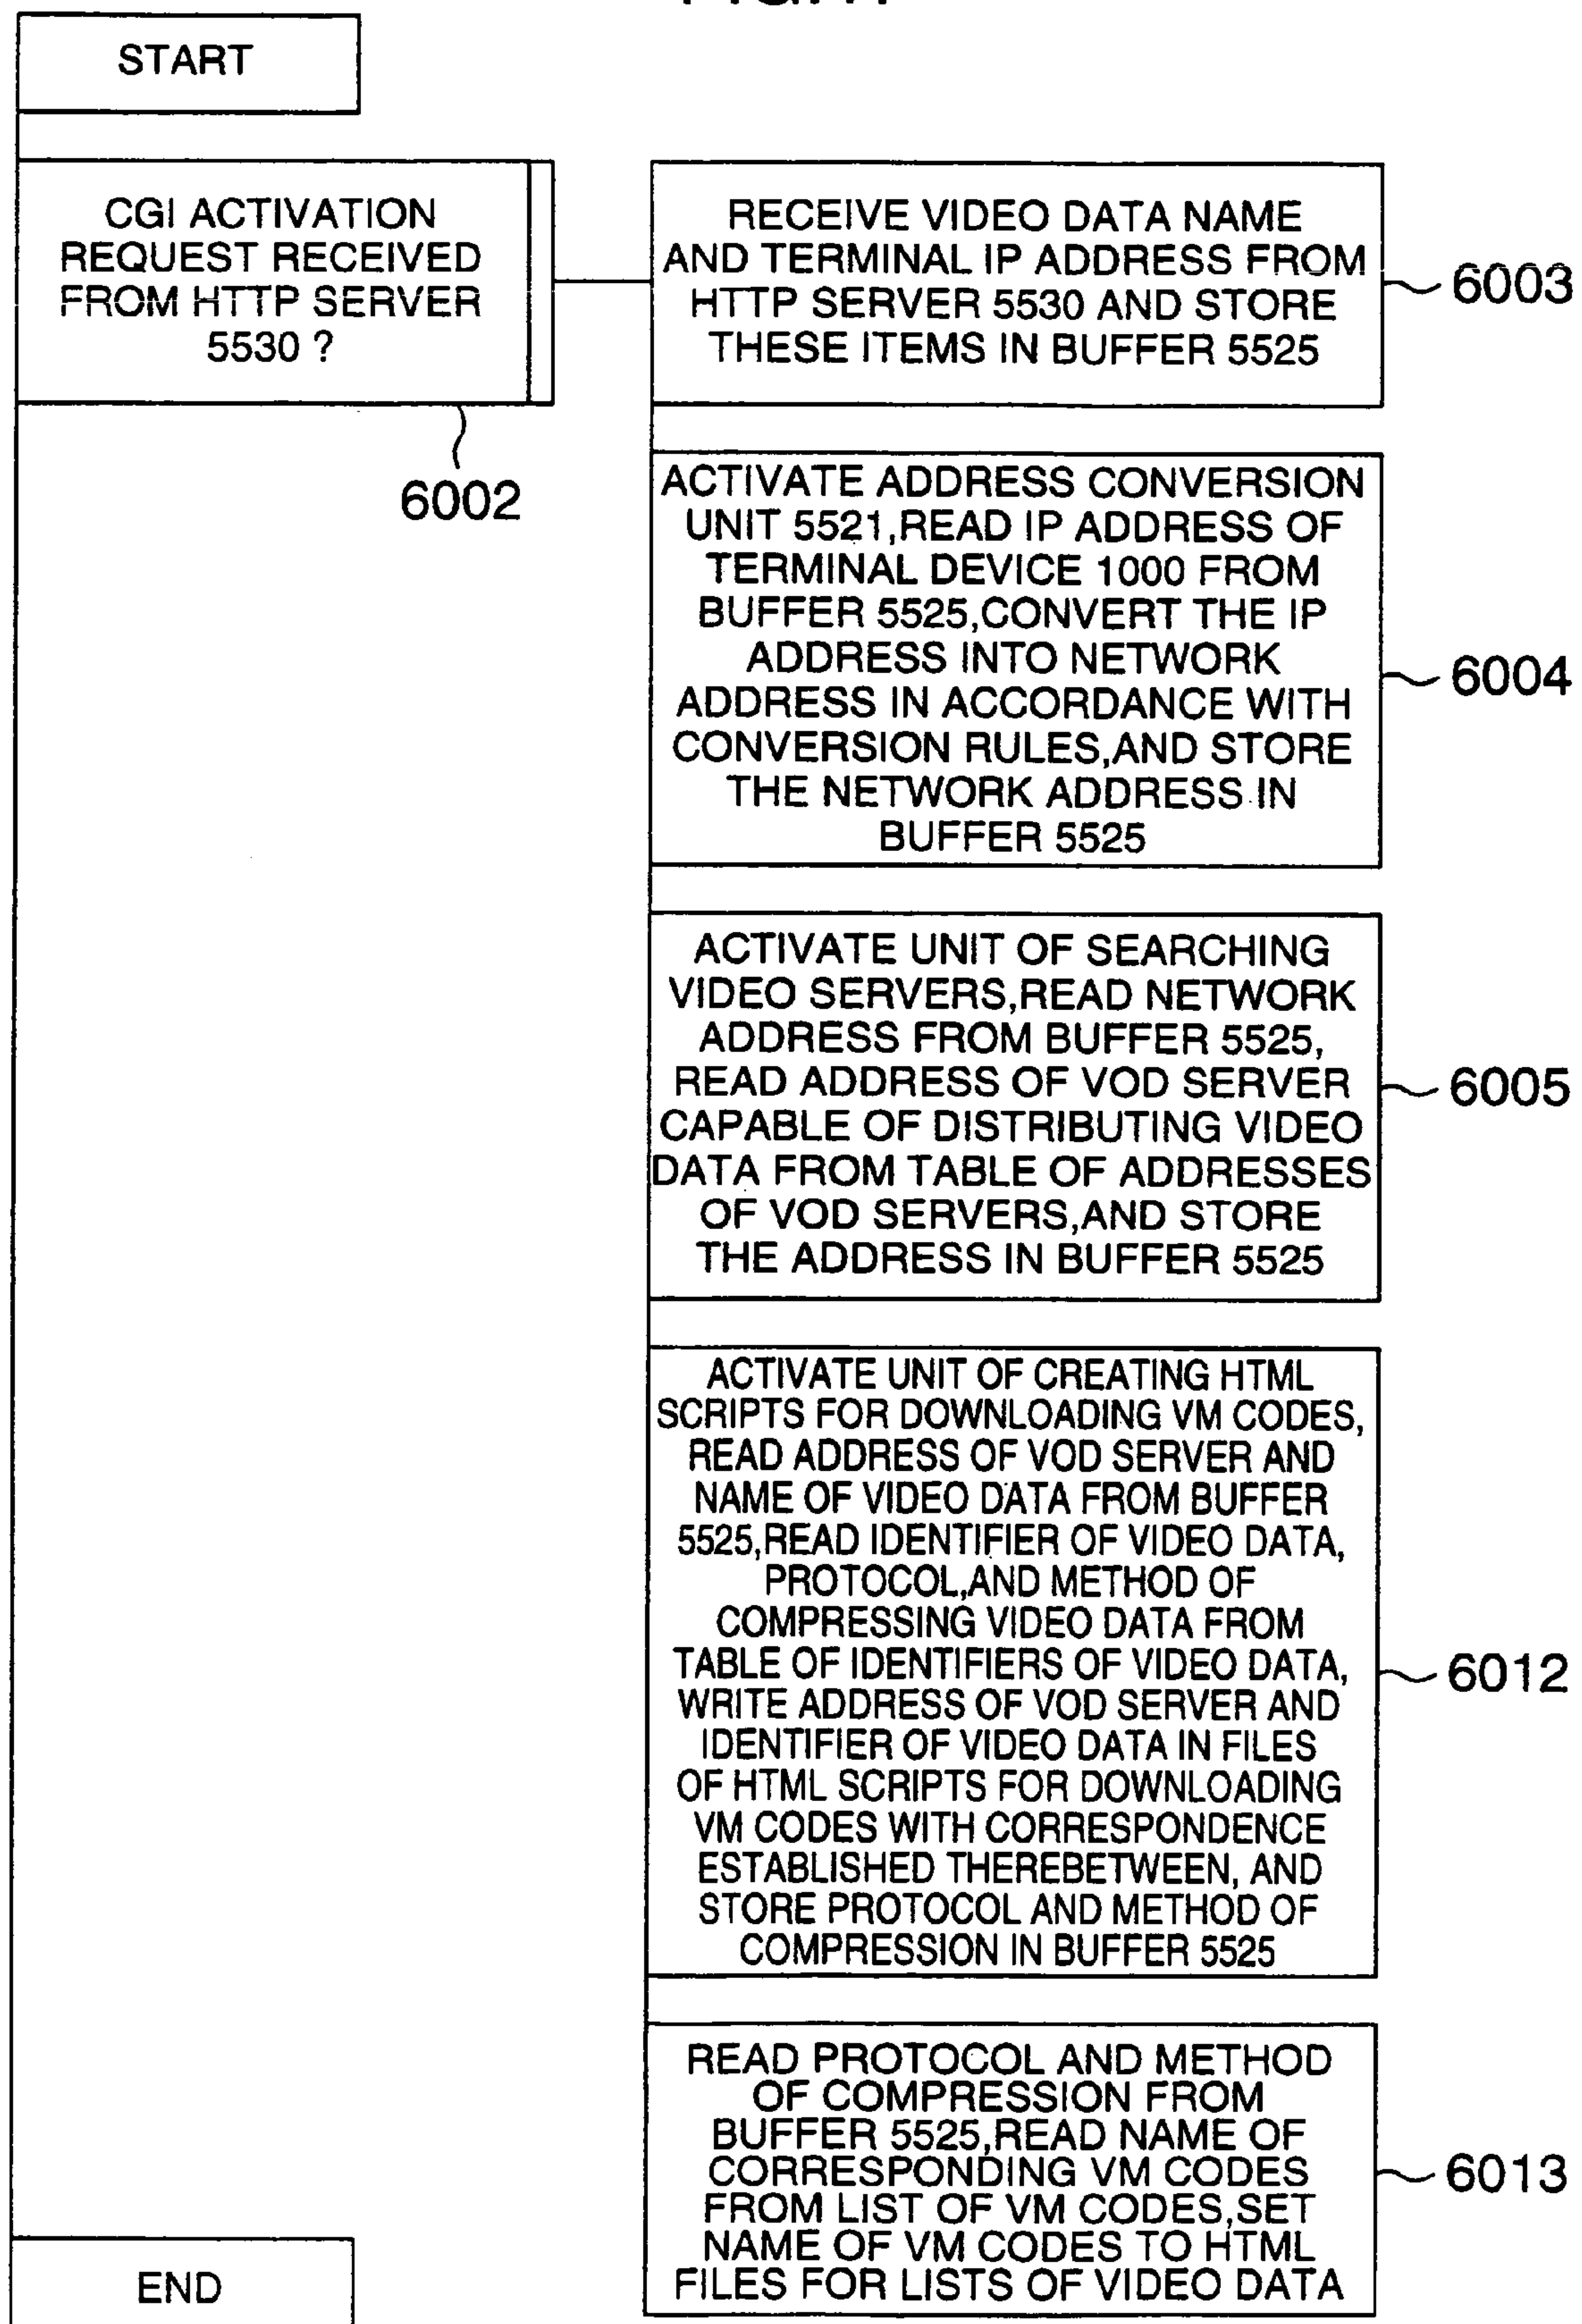 START
CGI ACTIVATION
REQUEST RECEIVED
FROM HTTP SERVER
5530 ?
6002
RECEIVE VIDEO DATA NAME
AND TERMINAL IP ADDRESS FROM
HTTP SERVER 5530 AND STORE
THESE ITEMS IN BUFFER 5525
6003
ACTIVATE ADDRESS CONVERSION
UNIT 5521,READ IP ADDRESS OF
TERMINAL DEVICE 1000 FROM
BUFFER 5525,CONVERT THE IP
ADDRESS INTO NETWORK
ADDRESS IN ACCORDANCE WITH
CONVERSION RULES,AND STORE
THE NETWORK ADDRESS IN
BUFFER 5525
6004
ACTIVATE UNIT OF SEARCHING
VIDEO SERVERS,READ NETWORK
ADDRESS FROM BUFFER 5525,
READ ADDRESS OF VOD SERVER
CAPABLE OF DISTRIBUTING VIDEO
DATA FROM TABLE OF ADDRESSES
OF VOD SERVERS,AND STORE
THE ADDRESS IN BUFFER 5525
6005
ACTIVATE UNIT OF CREATING HTML
SCRIPTS FOR DOWNLOADING VM CODES,
READ ADDRESS OF VOD SERVER AND
NAME OF VIDEO DATA FROM BUFFER
5525,READ IDENTIFIER OF VIDEO DATA,
PROTOCOL,AND METHOD OF
COMPRESSING VIDEO DATA FROM
TABLE OF IDENTIFIERS OF VIDEO DATA,
WRITE ADDRESS OF VOD SERVER AND
IDENTIFIER OF VIDEO DATA IN FILES
OF HTML SCRIPTS FOR DOWNLOADING
VM CODES WITH CORRESPONDENCE
ESTABLISHED THEREBETWEEN, AND
STORE PROTOCOL AND METHOD OF
COMPRESSION IN BUFFER 5525
6012
READ PROTOCOL AND METHOD
OF COMPRESSION FROM
BUFFER 5525,READ NAME OF
CORRESPONDING VM CODES
FROM LIST OF VM CODES,SET
NAME OF VM CODES TO HTML
FILES FOR LISTS OF VIDEO DATA
6013
END